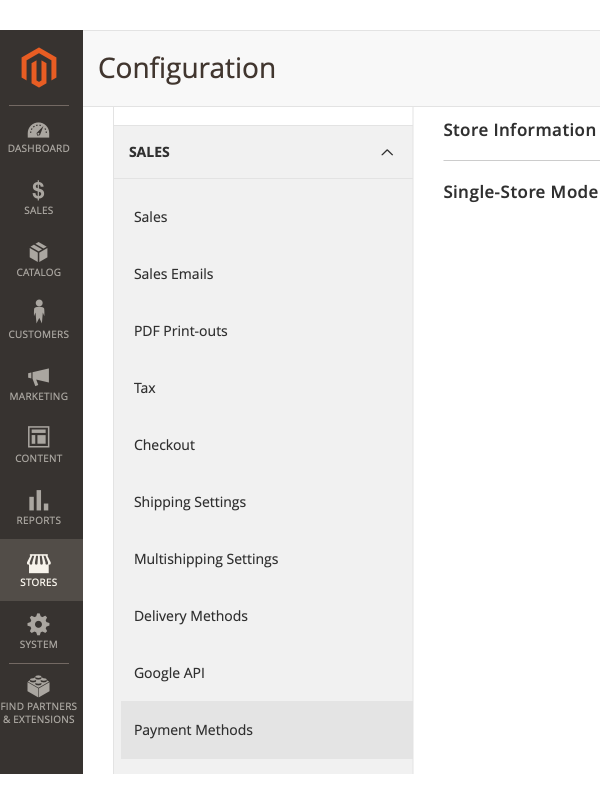 Configuration
DASHBOARD
SALES
CATALOG
CUSTOMERS
MARKETING
CONTENT
REPORTS
STORES
SYSTEM
FIND PARTNERS
& EXTENSIONS
SALES
Sales
Sales Emails
PDF Print-outs
Tax
Checkout
Shipping Settings
Multishipping Settings
Delivery Methods
Google API
Payment Methods
Store Information
Single-Store Mode